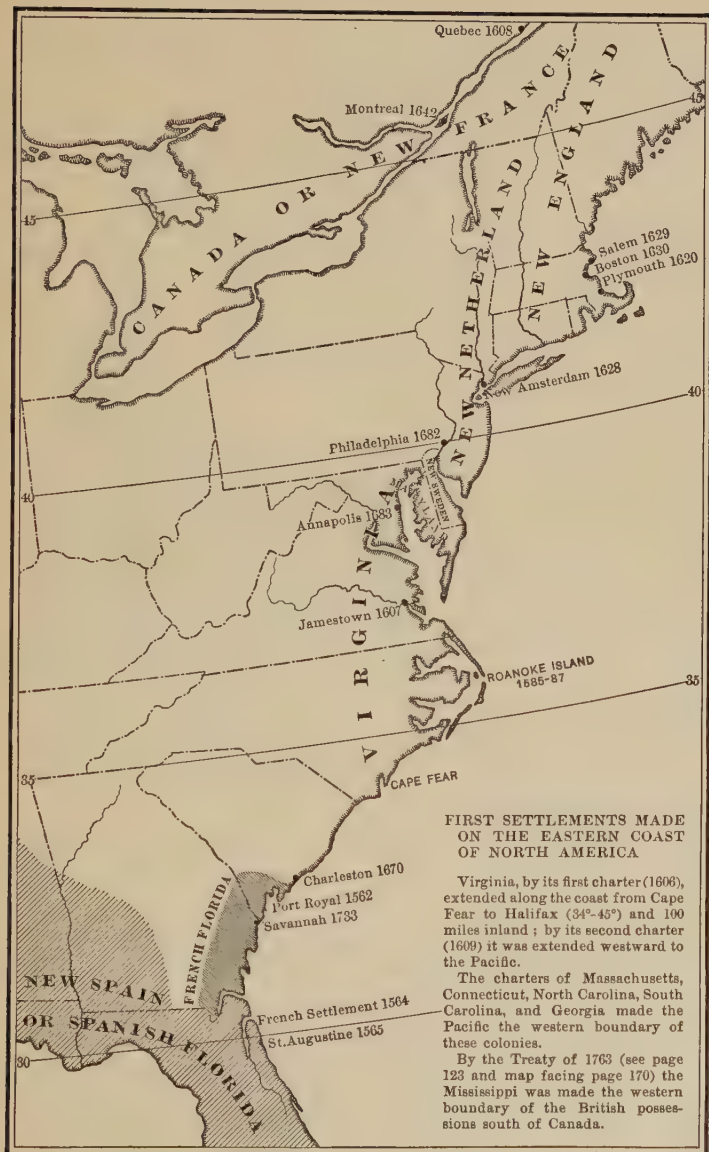 Quebec 1608
Montreal 1642
CANADA OR NEW FRANCE
NEW ENGLAND
NEW NETHERLAND
45
45
Salem 1629
Boston 1630
Plymouth 1620
New Amsterdam 1628
40
40
Philadelphia 1682
NEW SWEDEN
MARYLAND
Annapolis 1683
VIRGINIA
Jamestown 1607
ROANOKE ISLAND
1585-87
35
35
CAPE FEAR
Charleston 1670
Port Royal 1562
Savannah 1733
FRENCH FLORIDA
NEW SPAIN
OR SPANISH FLORIDA
French Settlement 1564
St. Augustine 1565
30
FIRST SETTLEMENTS MADE
ON THE EASTERN COAST
OF NORTH AMERICA
Virginia, by its first charter (1606),
extended along the coast from Cape
Fear to Halifax (34°-45°) and 100
miles inland; by its second charter
(1609) it was extended westward to
the Pacific.
The charters of Massachusetts,
Connecticut, North Carolina, South
Carolina, and Georgia made the
Pacific the western boundary of
these colonies.
By the Treaty of 1763 (see page
123 and map facing page 170) the
Mississippi was made the western
boundary of the British posses-
sions south of Canada.